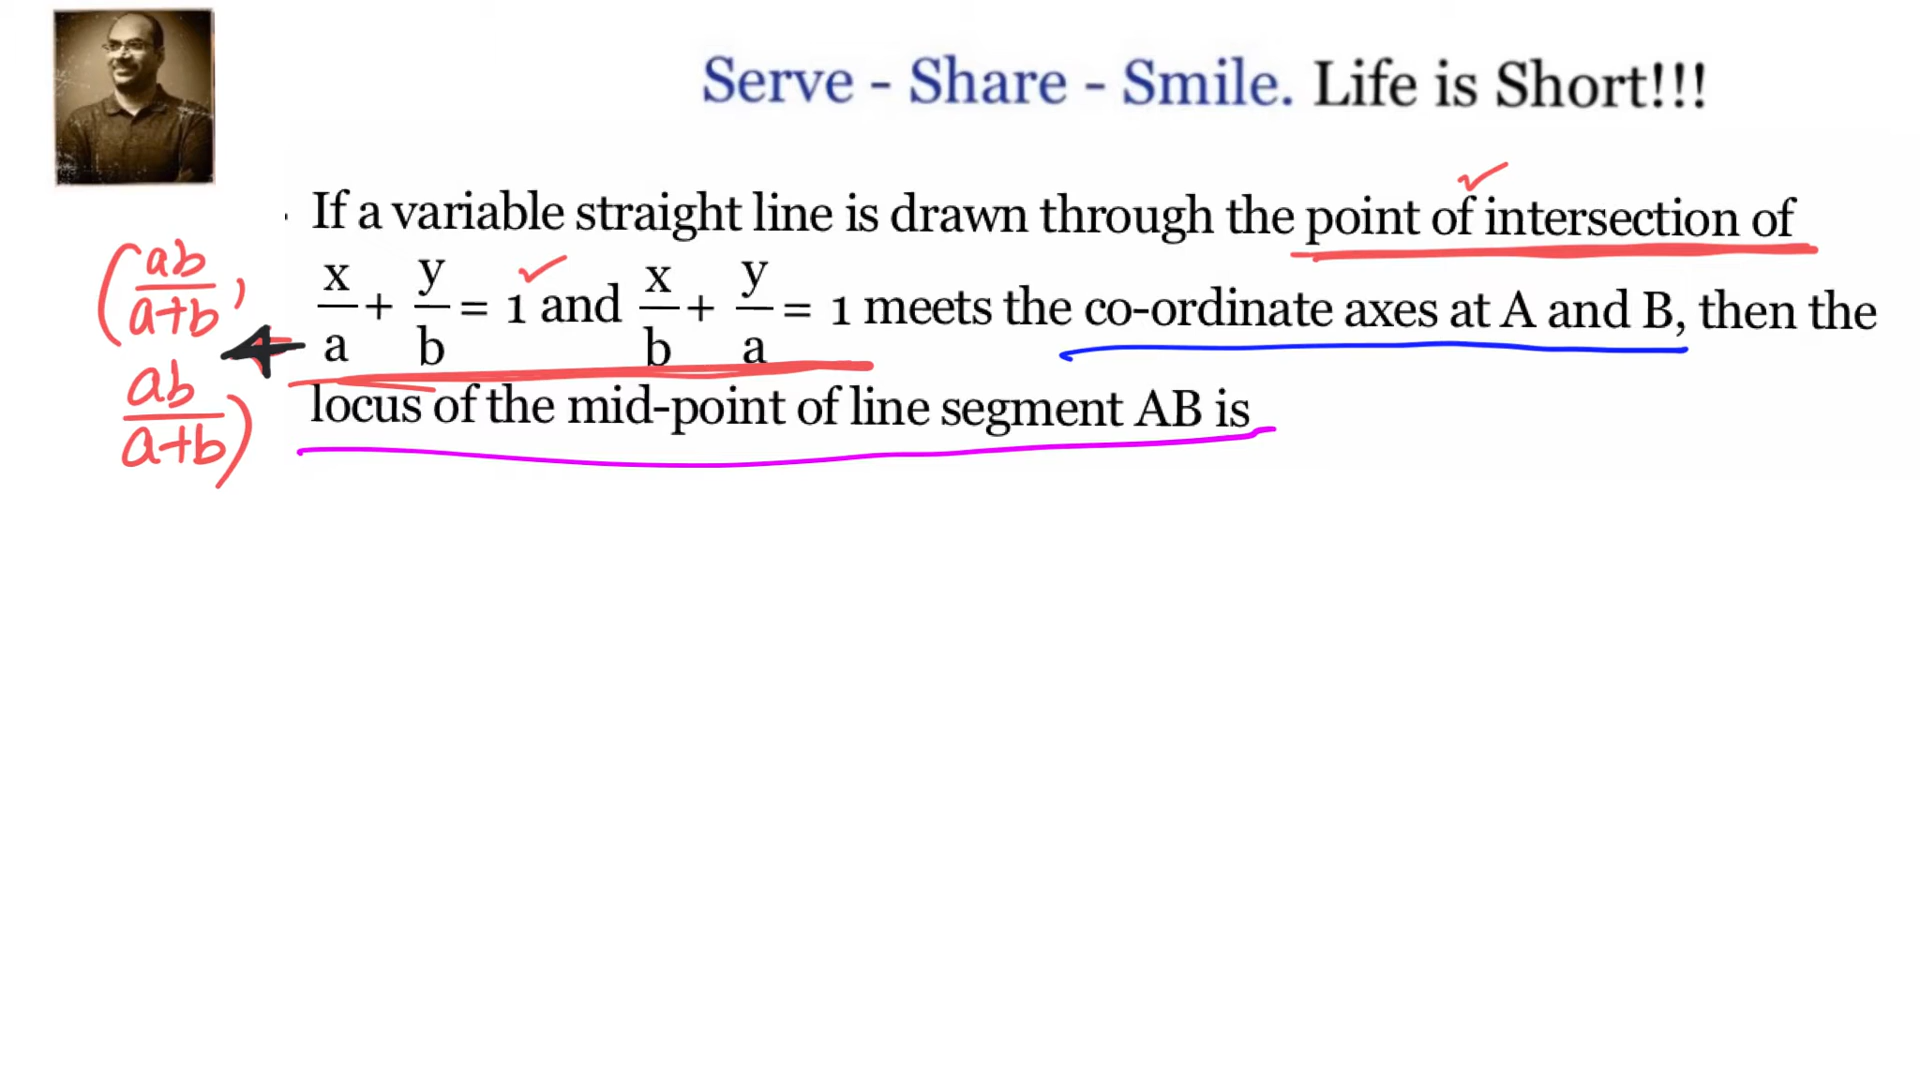 Serve - Share - Smile. Life is Short!!!
If a variable straight line is drawn through the point of intersection of
x/a + y/b = 1 and x/b + y/a = 1 meets the co-ordinate axes at A and B, then the
locus of the mid-point of line segment AB is
(ab/a+b,
ab/a+b)